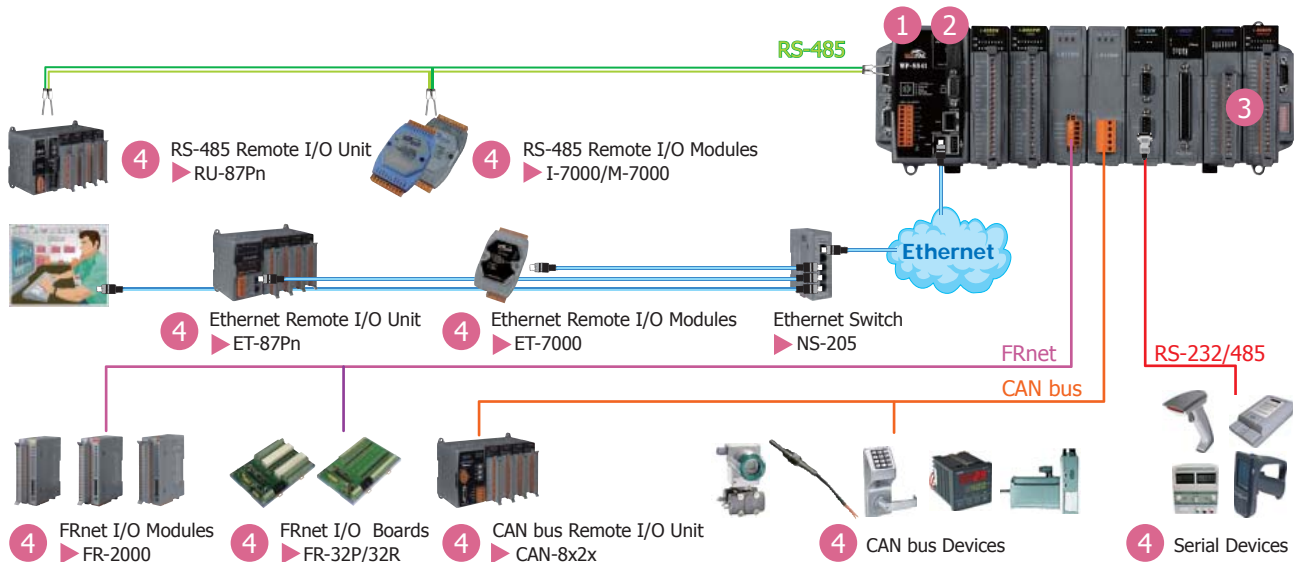 1
2
RS-485
WP-8841
3
4
RS-485 Remote I/O Unit
▶ RU-87Pn
4
RS-485 Remote I/O Modules
▶ I-7000/M-7000
Ethernet
4
Ethernet Remote I/O Unit
▶ ET-87Pn
4
Ethernet Remote I/O Modules
▶ ET-7000
Ethernet Switch
▶ NS-205
FRnet
RS-232/485
CAN bus
4
FRnet I/O Modules
▶ FR-2000
4
FRnet I/O Boards
▶ FR-32P/32R
4
CAN bus Remote I/O Unit
▶ CAN-8x2x
4
CAN bus Devices
4
Serial Devices